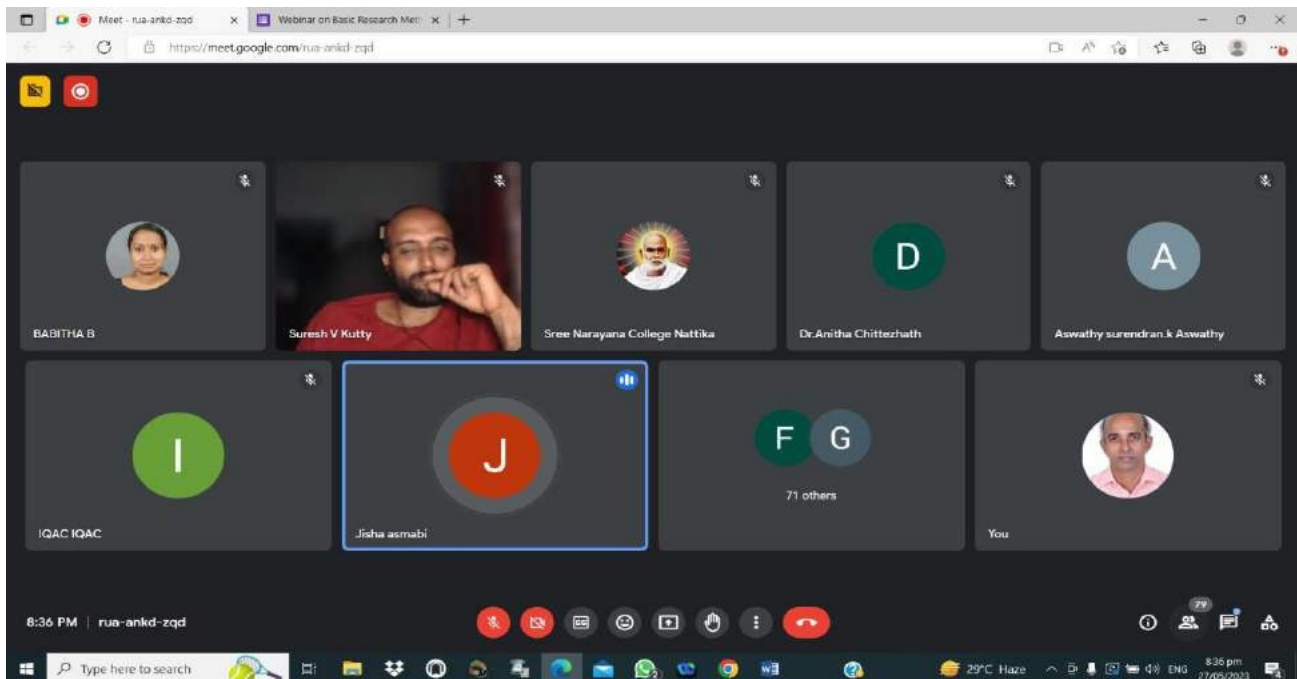 Meet - rua-ankd-zqd
Webinar on Basic Research Met
https://meet.google.com/rua-ankd-zqd
BABITHA B
Suresh V Kutty
Sree Narayana College Nattika
D
Dr.Anitha Chittezhath
A
Aswathy surendran.k Aswathy
I
IQAC IQAC
J
Jisha asmabi
F G
71 others
You
8:36 PM | rua-ankd-zqd
79
Type here to search
29°C Haze
ENG
8:36 pm
27/05/2023